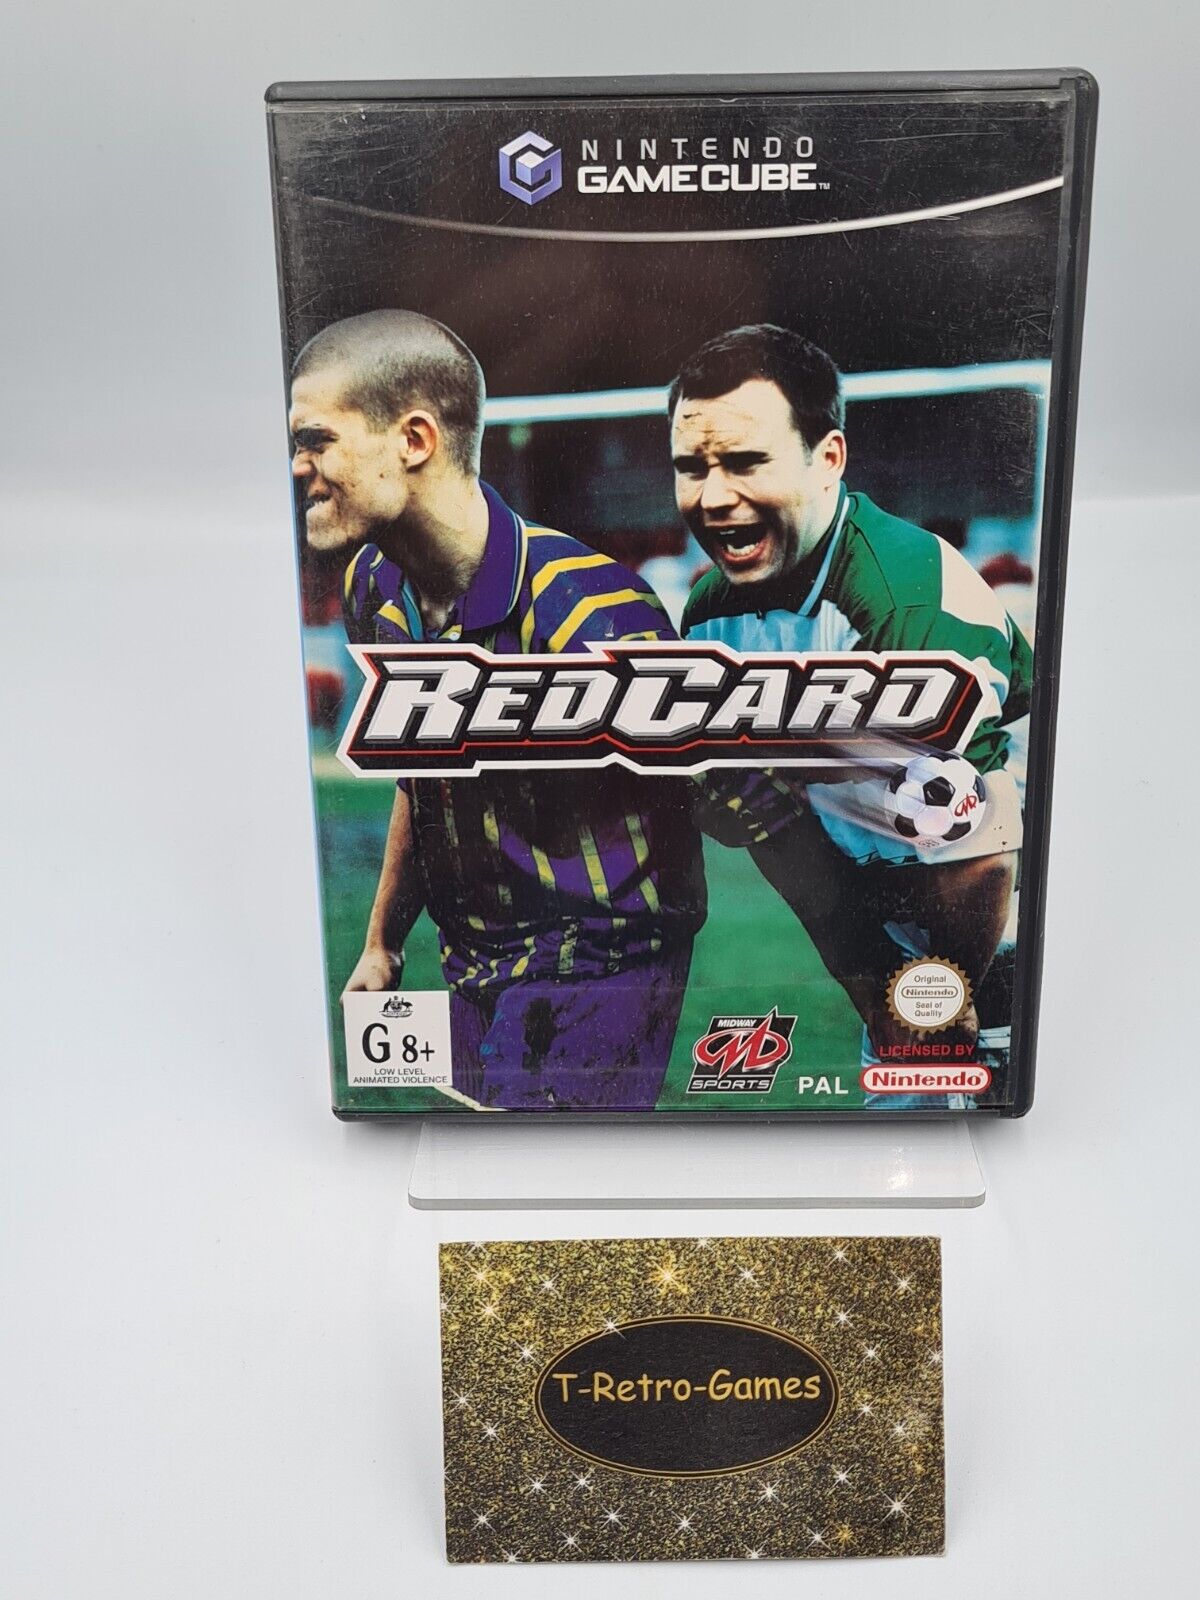 NINTENDO
GAMECUBE™
REDCARD
Original
Nintendo
Seal of
Quality
G 8+
LOW LEVEL
ANIMATED VIOLENCE
MIDWAY
SPORTS
PAL
LICENSED BY
Nintendo®
T-Retro-Games